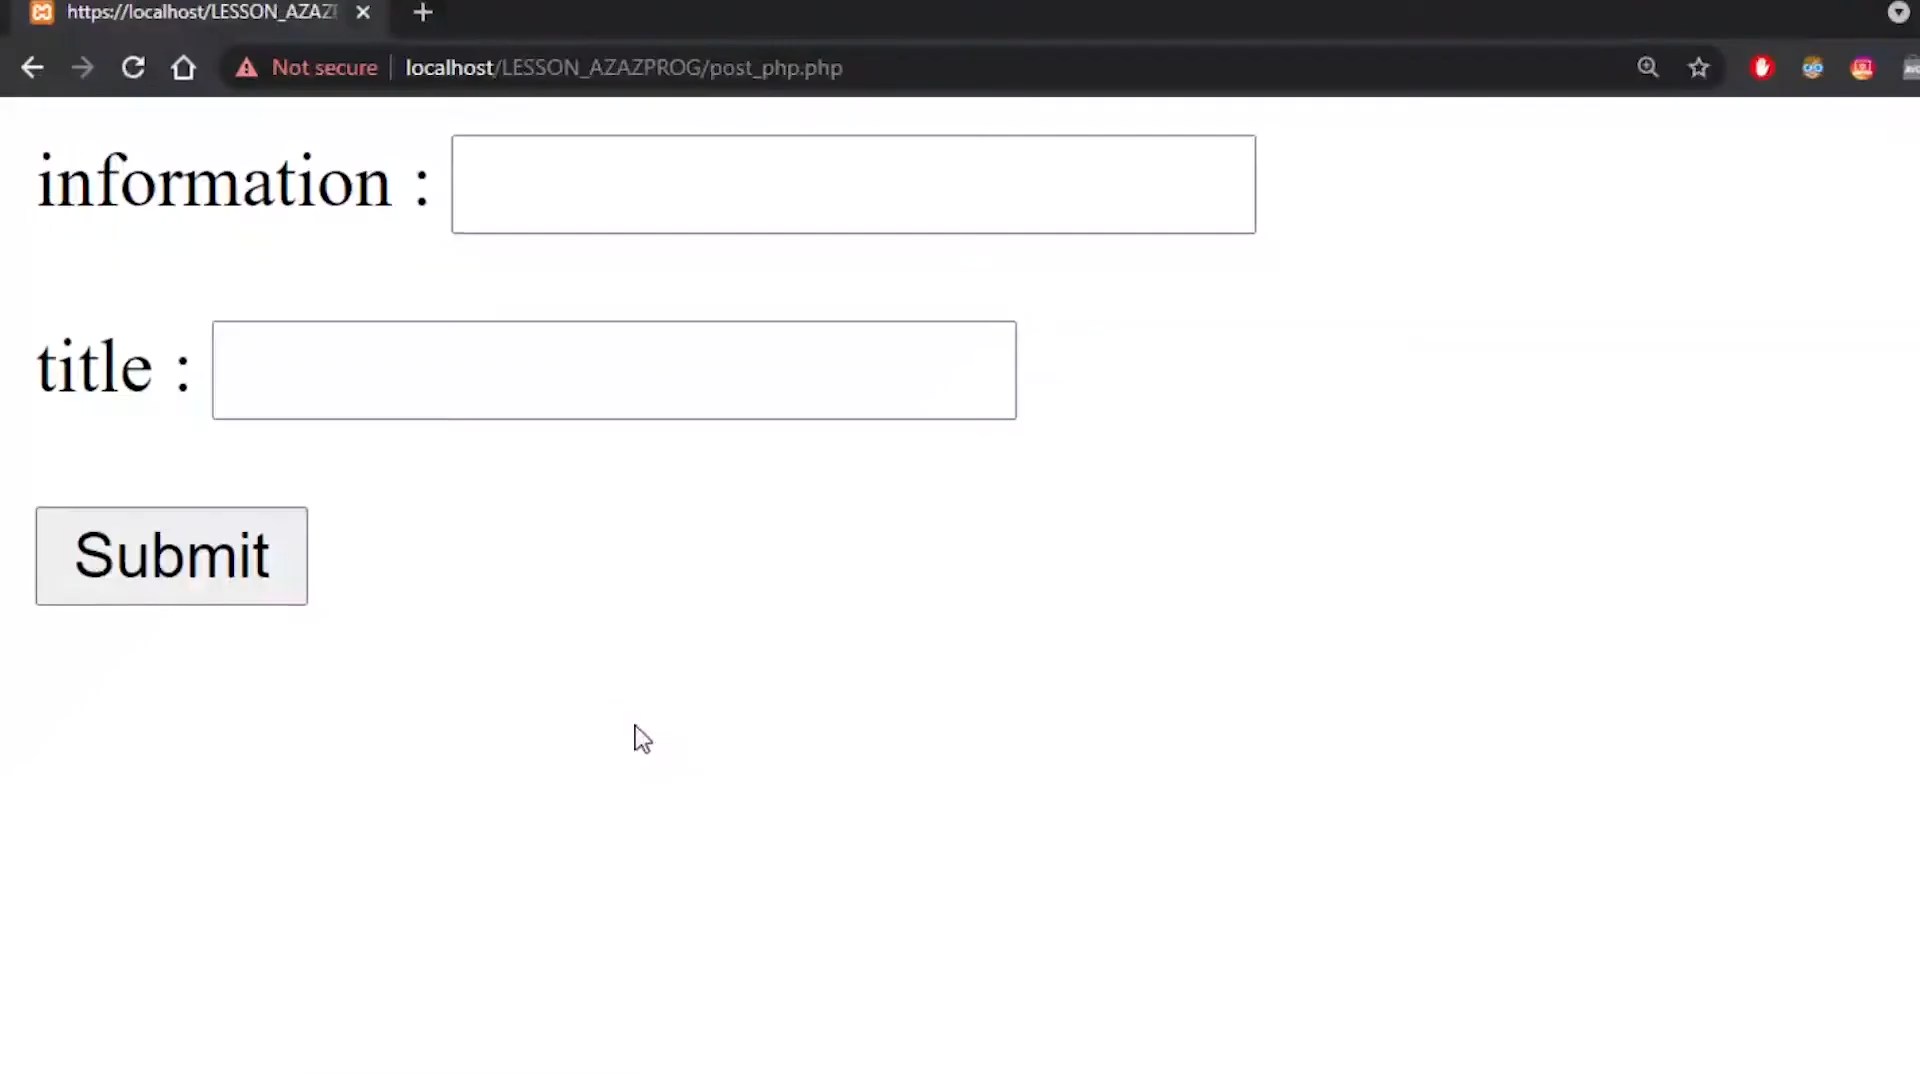 https://localhost/LESSON_AZAZ
Not secure
localhost/LESSON_AZAZPROG/post_php.php
information :
title :
Submit